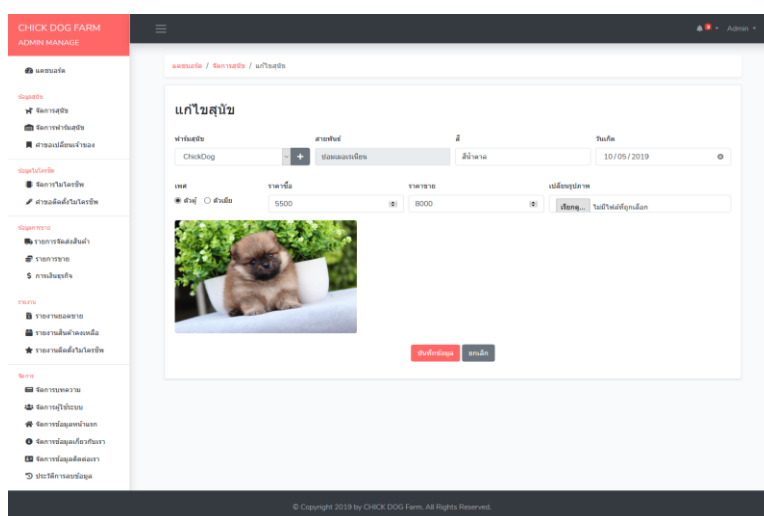 CHICK DOG FARM
ADMIN MANAGE
Admin
แดชบอร์ด
ข้อมูลสุนัข
จัดการสุนัข
จัดการฟาร์มสุนัข
คำขอเปลี่ยนเจ้าของ
ข้อมูลไมโครชิพ
จัดการไมโครชิพ
คำขอติดตั้งไมโครชิพ
ข้อมูลการขาย
รายการจัดส่งสินค้า
รายการขาย
การเงินธุรกิจ
รายงาน
รายงานยอดขาย
รายงานสินค้าคงเหลือ
รายงานติดตั้งไมโครชิพ
จัดการ
จัดการบทความ
จัดการผู้ใช้ระบบ
จัดการข้อมูลหน้าแรก
จัดการข้อมูลเกี่ยวกับเรา
จัดการข้อมูลติดต่อเรา
ประวัติการลบข้อมูล
แดชบอร์ด / จัดการสุนัข / แก้ไขสุนัข
แก้ไขสุนัข
ฟาร์มสุนัข สายพันธ์ สี วันเกิด
ChickDog + ปอมเมอเรเนียน สีน้ำตาล 10/05/2019
เพศ ราคาซื้อ ราคาขาย เปลี่ยนรูปภาพ
ตัวผู้ ตัวเมีย 5500 8000 เรียกดู... ไม่มีไฟล์ที่ถูกเลือก
บันทึกข้อมูล ยกเลิก
© Copyright 2019 by CHICK DOG Farm. All Rights Reserved.